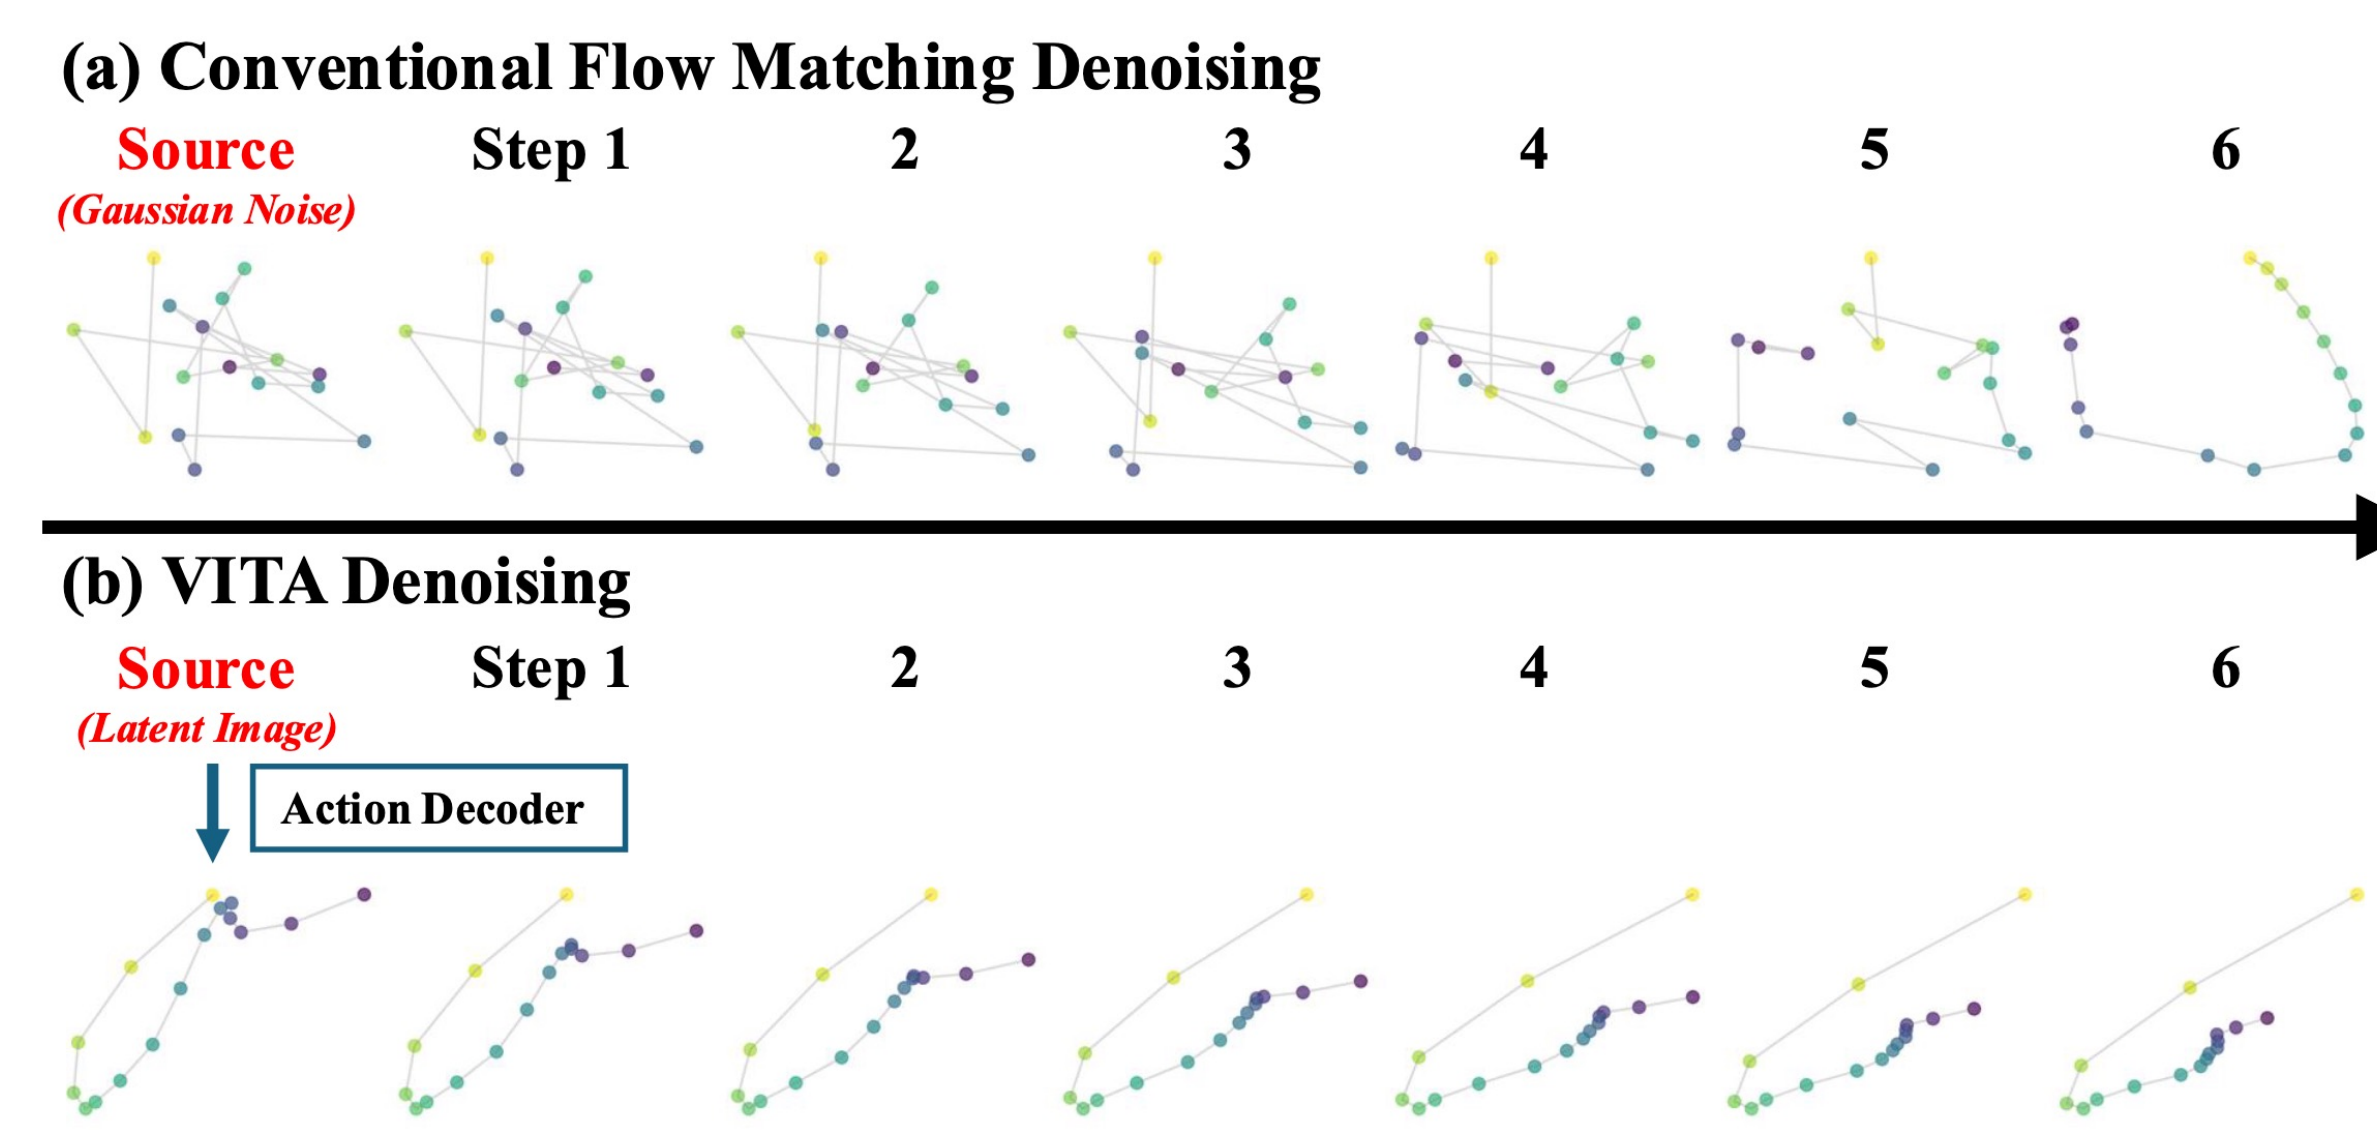 (a) Conventional Flow Matching Denoising
Source Step 1 2 3 4 5 6
(Gaussian Noise)
(b) VITA Denoising
Source Step 1 2 3 4 5 6
(Latent Image)
Action Decoder